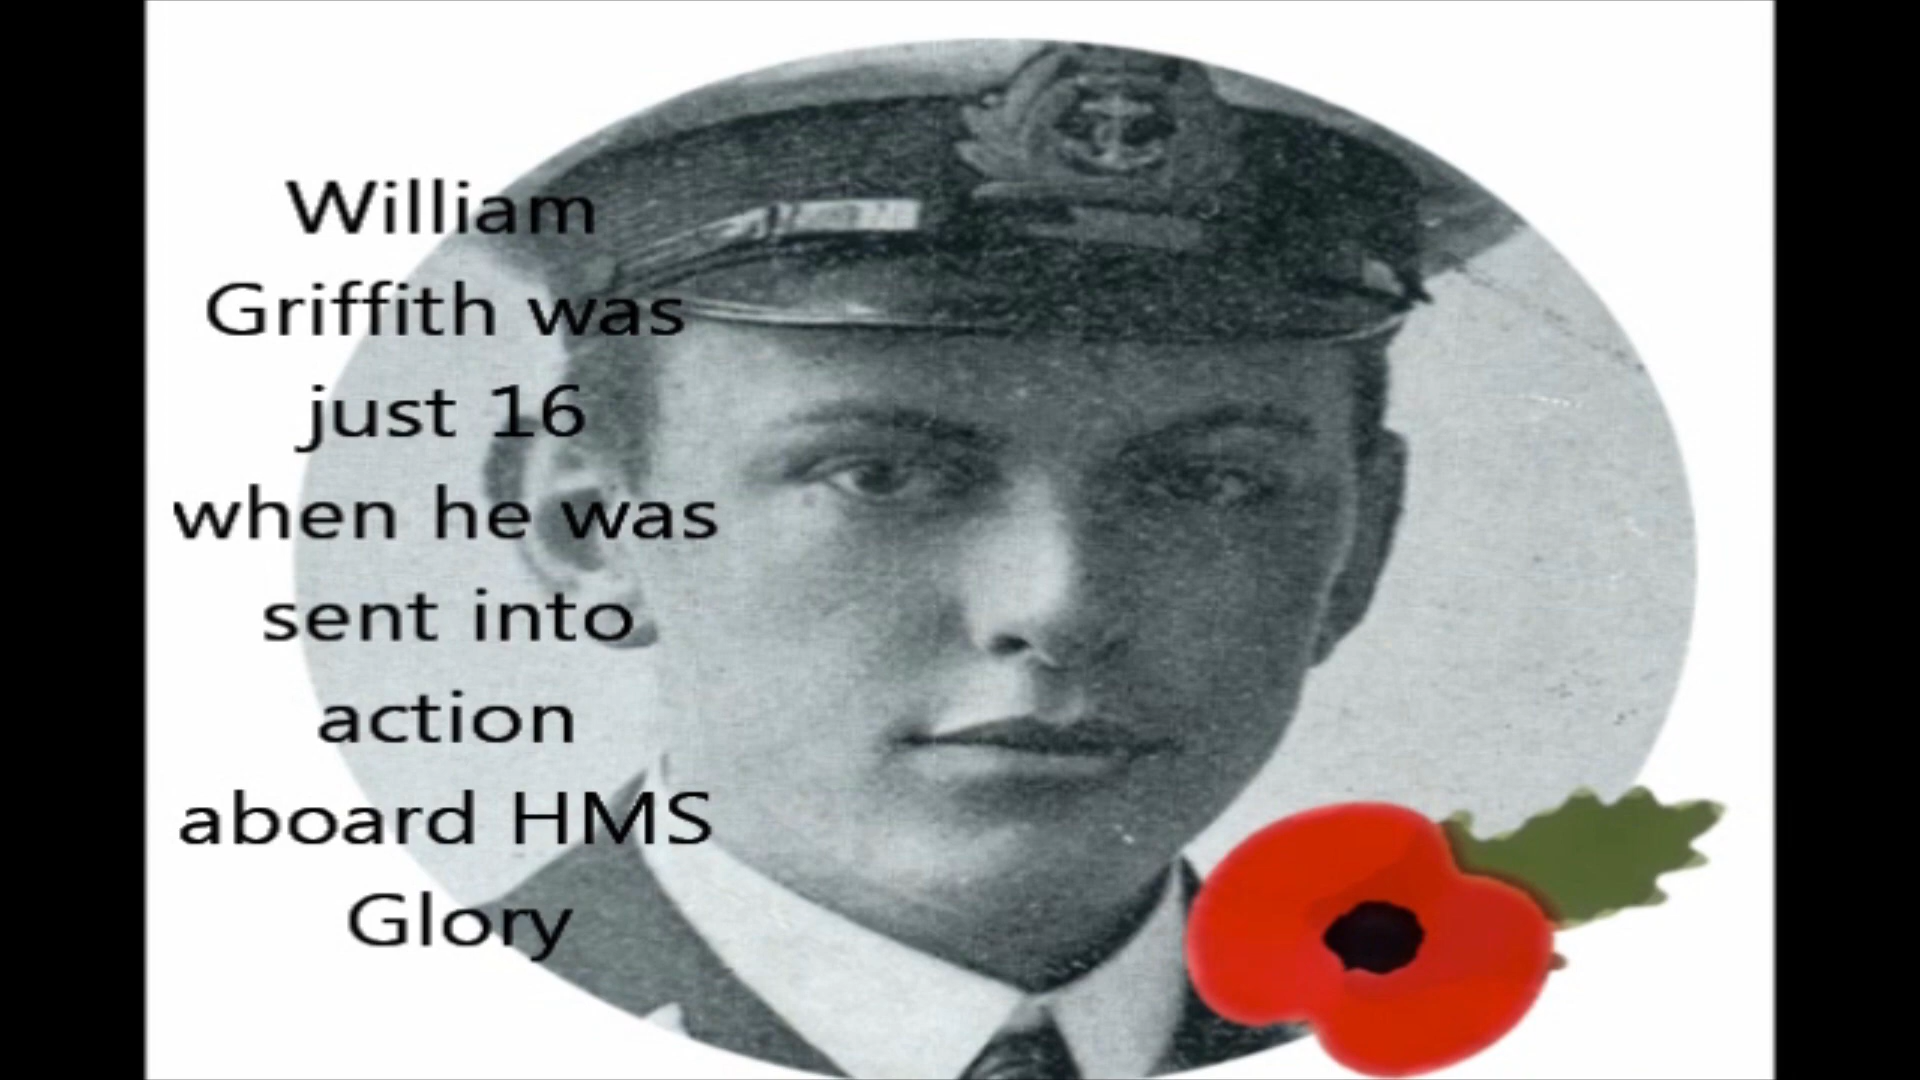 William
Griffith was
just 16
when he was
sent into
action
aboard HMS
Glory